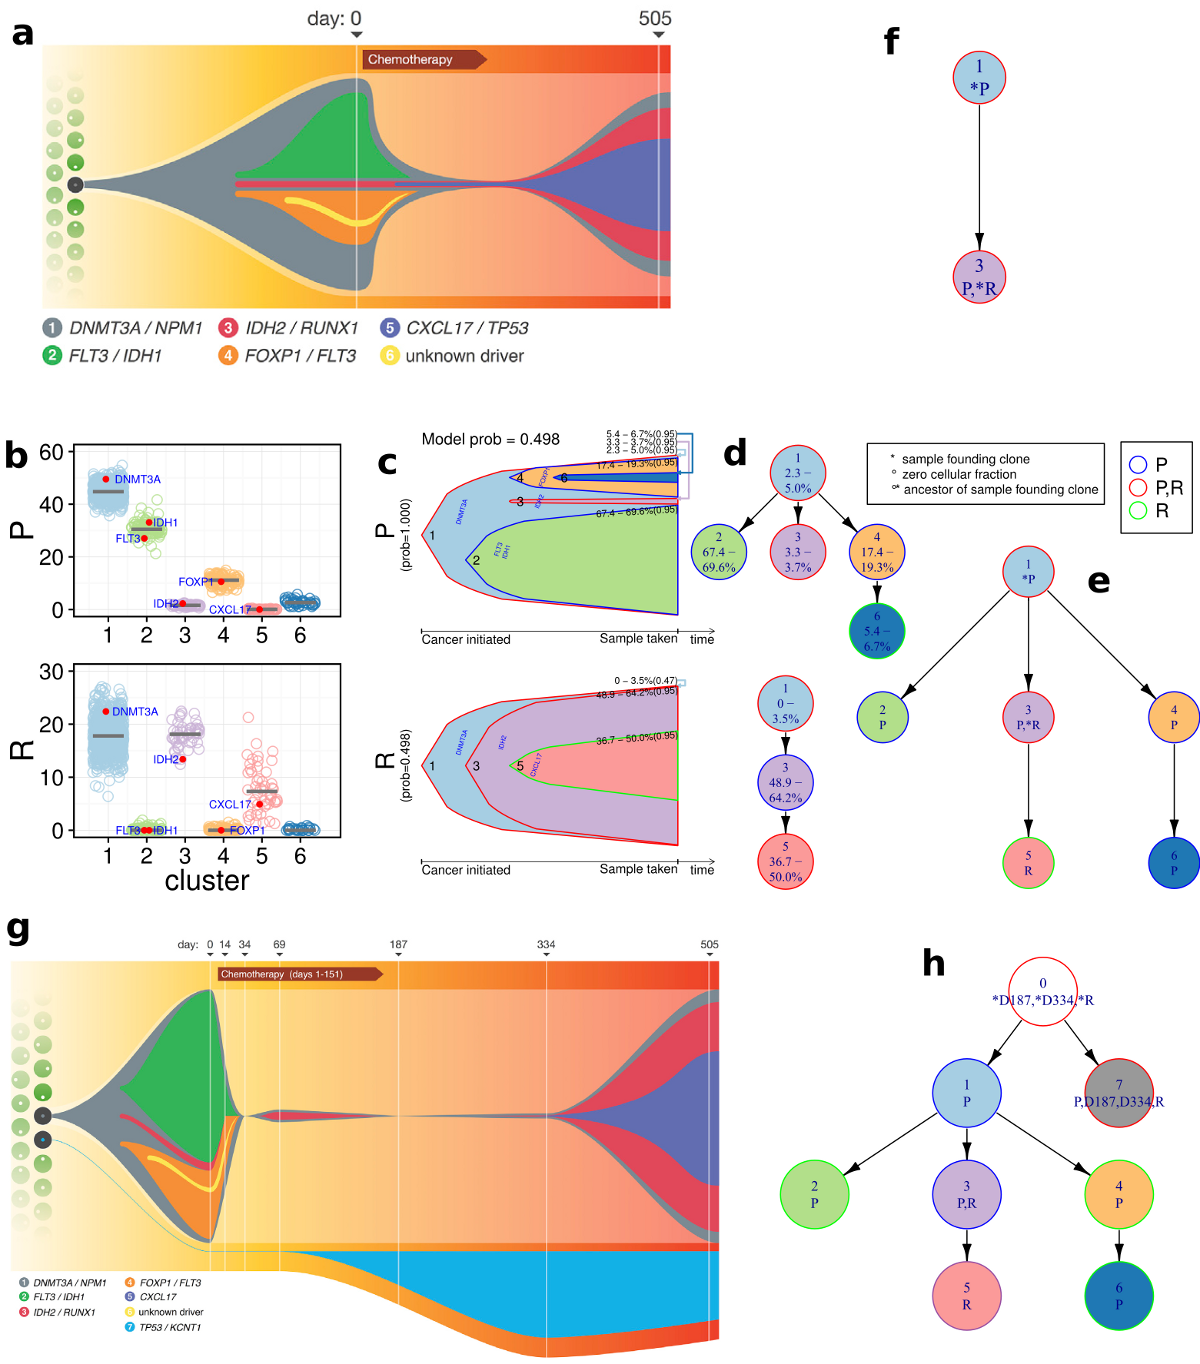 a
day: 0
505
Chemotherapy
1 DNMT3A / NPM1
3 IDH2 / RUNX1
5 CXCL17 / TP53
2 FLT3 / IDH1
4 FOXP1 / FLT3
6 unknown driver
f
1
*P
3
P,*R
b
P
60
40
20
0
DNMT3A
IDH1
FLT3
FOXP1
IDH2
CXCL17
1 2 3 4 5 6
R
30
20
10
0
DNMT3A
IDH2
CXCL17
FLT3
IDH1
FOXP1
1 2 3 4 5 6
cluster
c
Model prob = 0.498
5.4 – 6.7%(0.95)
3.3 – 3.7%(0.95)
2.3 – 5.0%(0.95)
17.4 – 19.3%(0.95)
67.4 – 69.6%(0.95)
P
(prob=1.000)
1
DNMT3A
2
FLT3
IDH1
3
IDH2
4
FOXP1
6
Cancer initiated
Sample taken
time
0 – 3.5%(0.47)
48.9 – 64.2%(0.95)
36.7 – 50.0%(0.95)
R
(prob=0.498)
1
DNMT3A
3
IDH2
5
CXCL17
Cancer initiated
Sample taken
time
d
1
2.3 –
5.0%
2
67.4 –
69.6%
3
3.3 –
3.7%
4
17.4 –
19.3%
6
5.4 –
6.7%
1
0 –
3.5%
3
48.9 –
64.2%
5
36.7 –
50.0%
* sample founding clone
° zero cellular fraction
°* ancestor of sample founding clone
P
P,R
R
e
1
*P
2
P
3
P,*R
4
P
5
R
6
P
g
day: 0 14 34 69 187 334 505
Chemotherapy (days 1-151)
1 DNMT3A / NPM1
4 FOXP1 / FLT3
2 FLT3 / IDH1
5 CXCL17
3 IDH2 / RUNX1
6 unknown driver
7 TP53 / KCNT1
h
0
*D187,*D334,*R
1
P
7
P,D187,D334,R
2
P
3
P,R
4
P
5
R
6
P